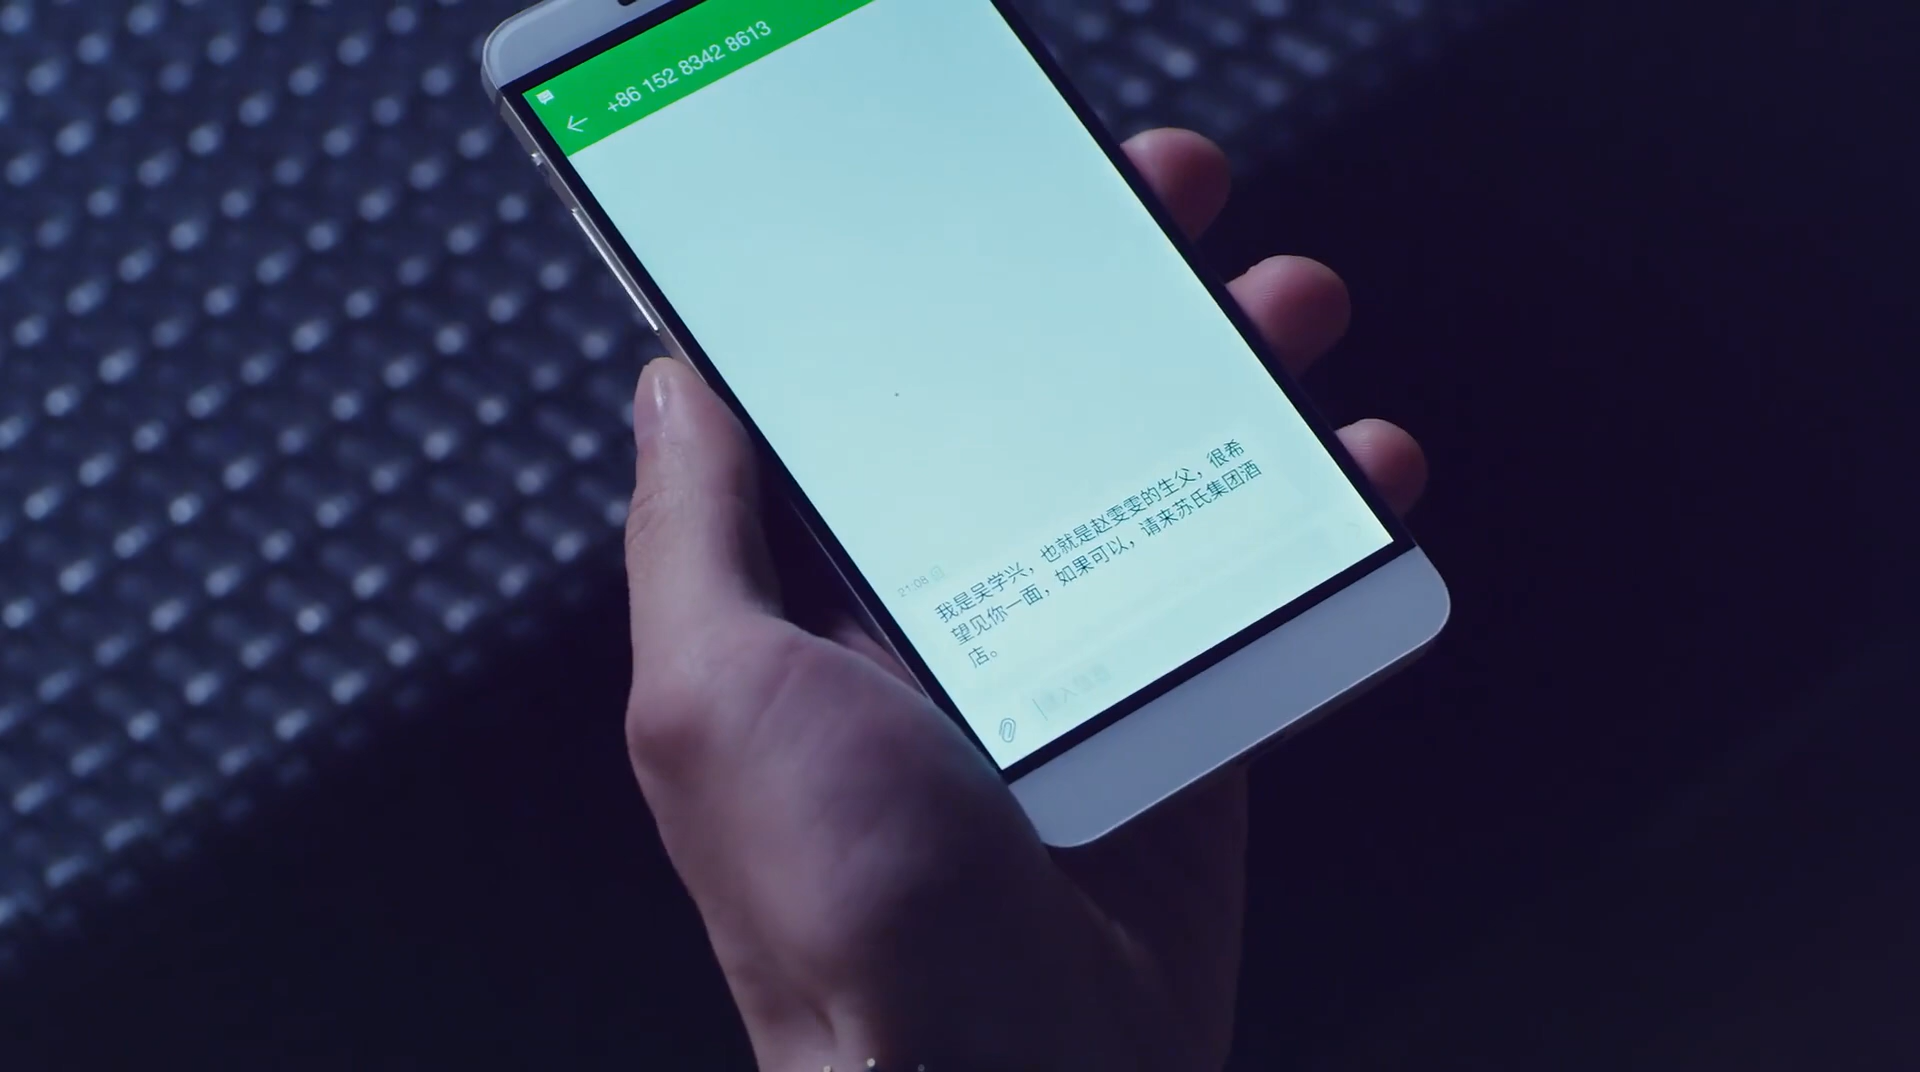 +86 152 8342 8613
21:08
我是吴学兴，也就是赵雯雯的生父，很希
望见你一面，如果可以，请来苏氏集团酒
店。